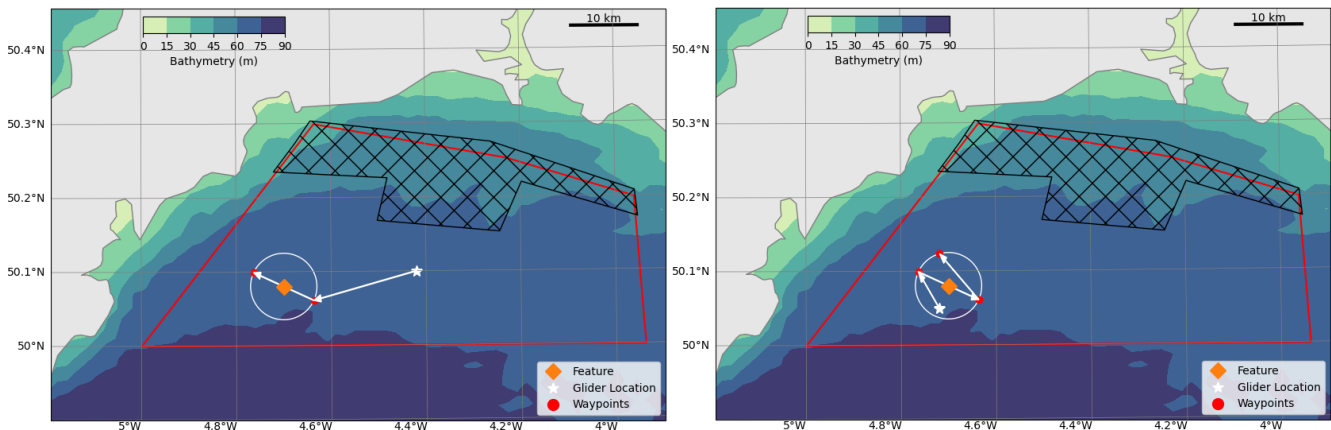 10 km
0 15 30 45 60 75 90
Bathymetry (m)
50.4°N
50.3°N
50.2°N
50.1°N
50°N
Feature
Glider Location
Waypoints
5°W 4.8°W 4.6°W 4.4°W 4.2°W 4°W
10 km
0 15 30 45 60 75 90
Bathymetry (m)
50.4°N
50.3°N
50.2°N
50.1°N
50°N
Feature
Glider Location
Waypoints
5°W 4.8°W 4.6°W 4.4°W 4.2°W 4°W